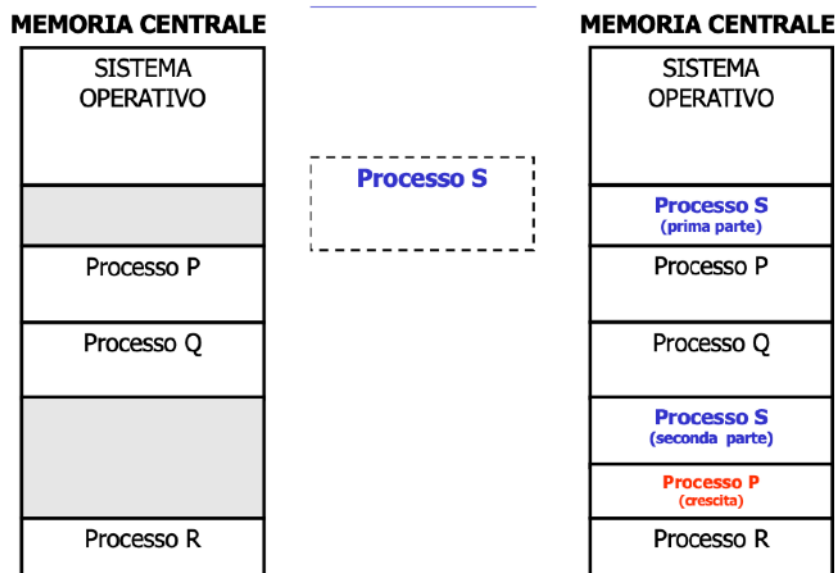 MEMORIA CENTRALE
SISTEMA
OPERATIVO
Processo P
Processo Q
Processo R
Processo S
MEMORIA CENTRALE
SISTEMA
OPERATIVO
Processo S
(prima parte)
Processo P
Processo Q
Processo S
(seconda parte)
Processo P
(crescita)
Processo R